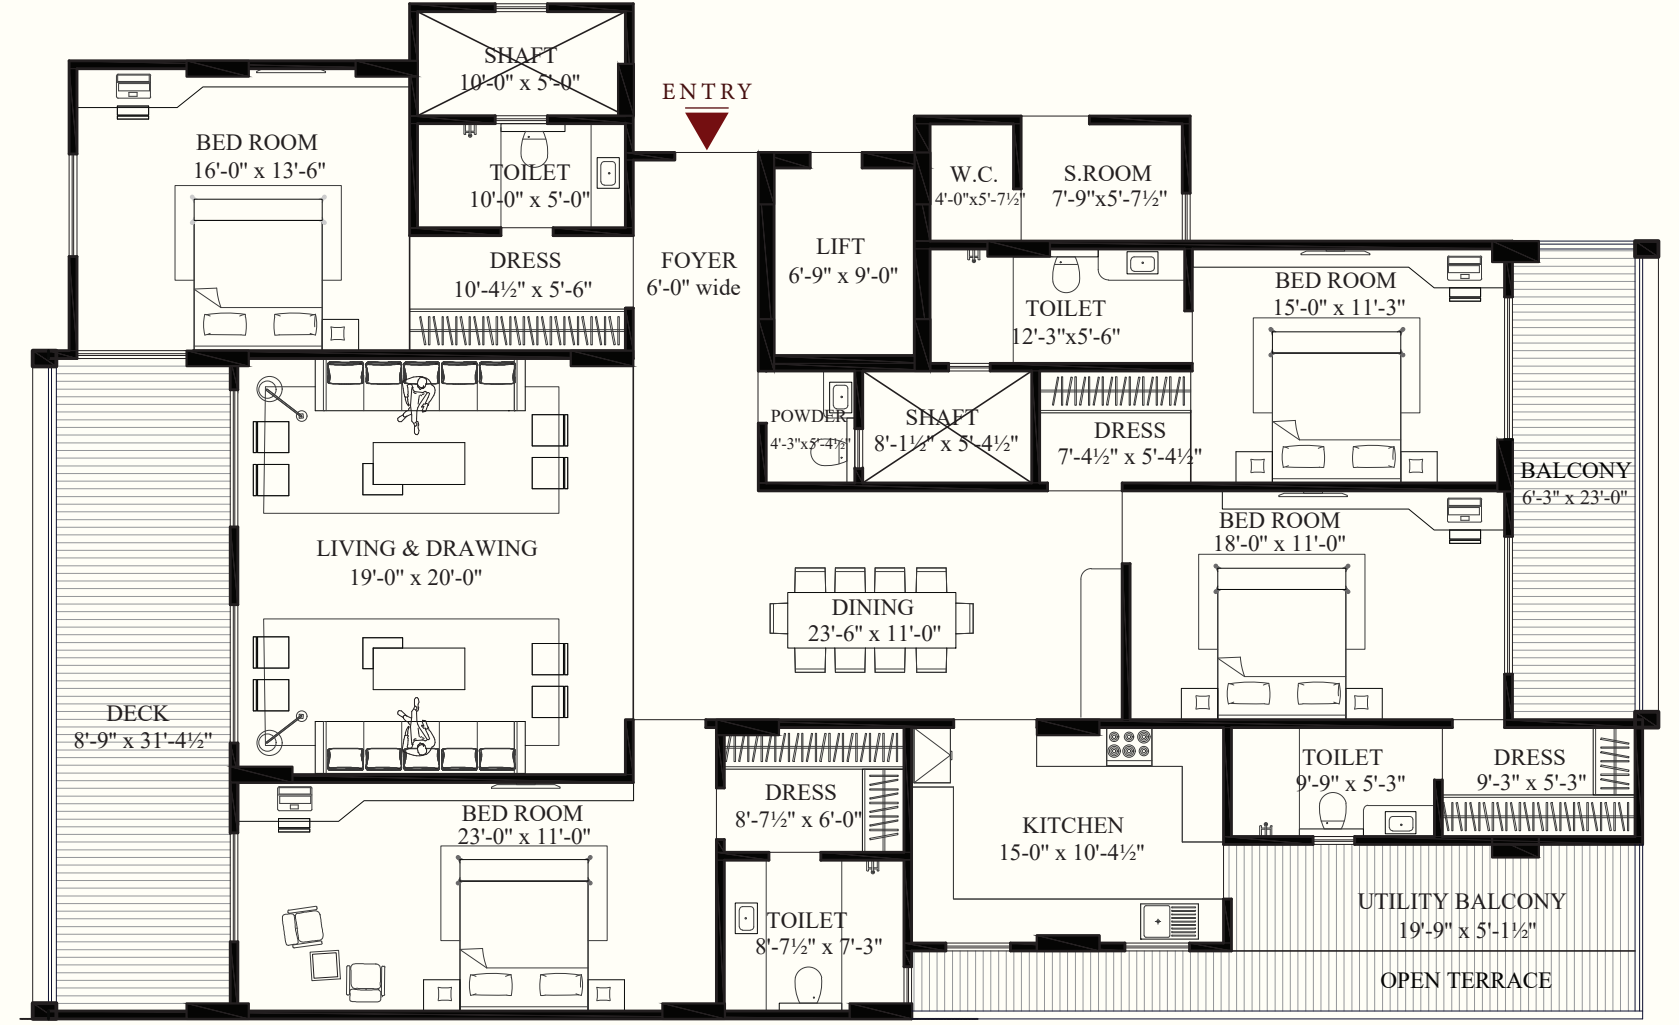 SHAFT
10'-0" x 5'-0"
ENTRY
BED ROOM
16'-0" x 13'-6"
TOILET
10'-0" x 5'-0"
W.C.
4'-0"x5'-7½"
S.ROOM
7'-9"x5'-7½"
DRESS
10'-4½" x 5'-6"
FOYER
6'-0" wide
LIFT
6'-9" x 9'-0"
TOILET
12'-3"x5'-6"
BED ROOM
15'-0" x 11'-3"
POWDER
4'-3"x5'-4½"
SHAFT
8'-1½" x 5'-4½"
DRESS
7'-4½" x 5'-4½"
BALCONY
6'-3" x 23'-0"
LIVING & DRAWING
19'-0" x 20'-0"
BED ROOM
18'-0" x 11'-0"
DINING
23'-6" x 11'-0"
DECK
8'-9" x 31'-4½"
BED ROOM
23'-0" x 11'-0"
DRESS
8'-7½" x 6'-0"
KITCHEN
15-0" x 10'-4½"
TOILET
9'-9" x 5'-3"
DRESS
9'-3" x 5'-3"
TOILET
8'-7½" x 7'-3"
UTILITY BALCONY
19'-9" x 5'-1½"
OPEN TERRACE